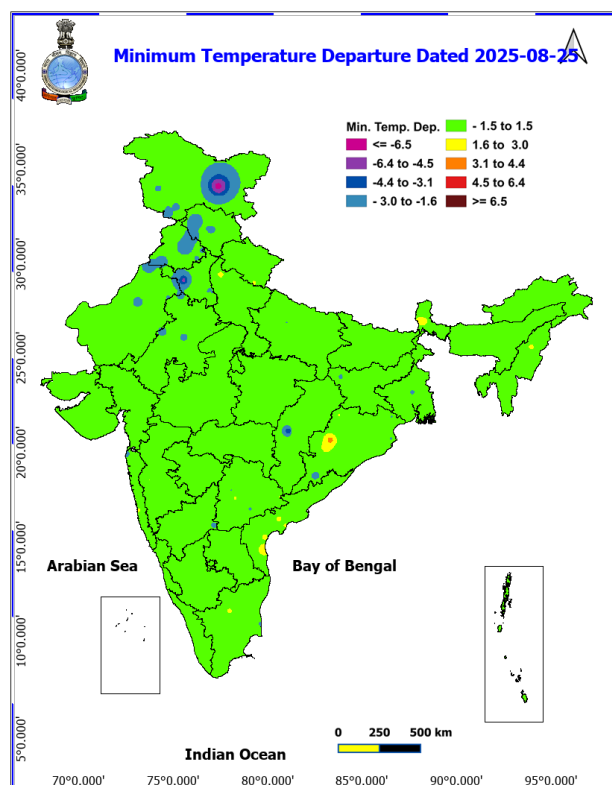 Minimum Temperature Departure Dated 2025-08-25
Min. Temp. Dep.
<= -6.5
-6.4 to -4.5
-4.4 to -3.1
- 3.0 to -1.6
- 1.5 to 1.5
1.6 to 3.0
3.1 to 4.4
4.5 to 6.4
>= 6.5
40°0.000'
35°0.000'
30°0.000'
25°0.000'
20°0.000'
15°0.000'
10°0.000'
5°0.000'
Arabian Sea
Bay of Bengal
Indian Ocean
0 250 500 km
70°0.000' 75°0.000' 80°0.000' 85°0.000' 90°0.000' 95°0.000'